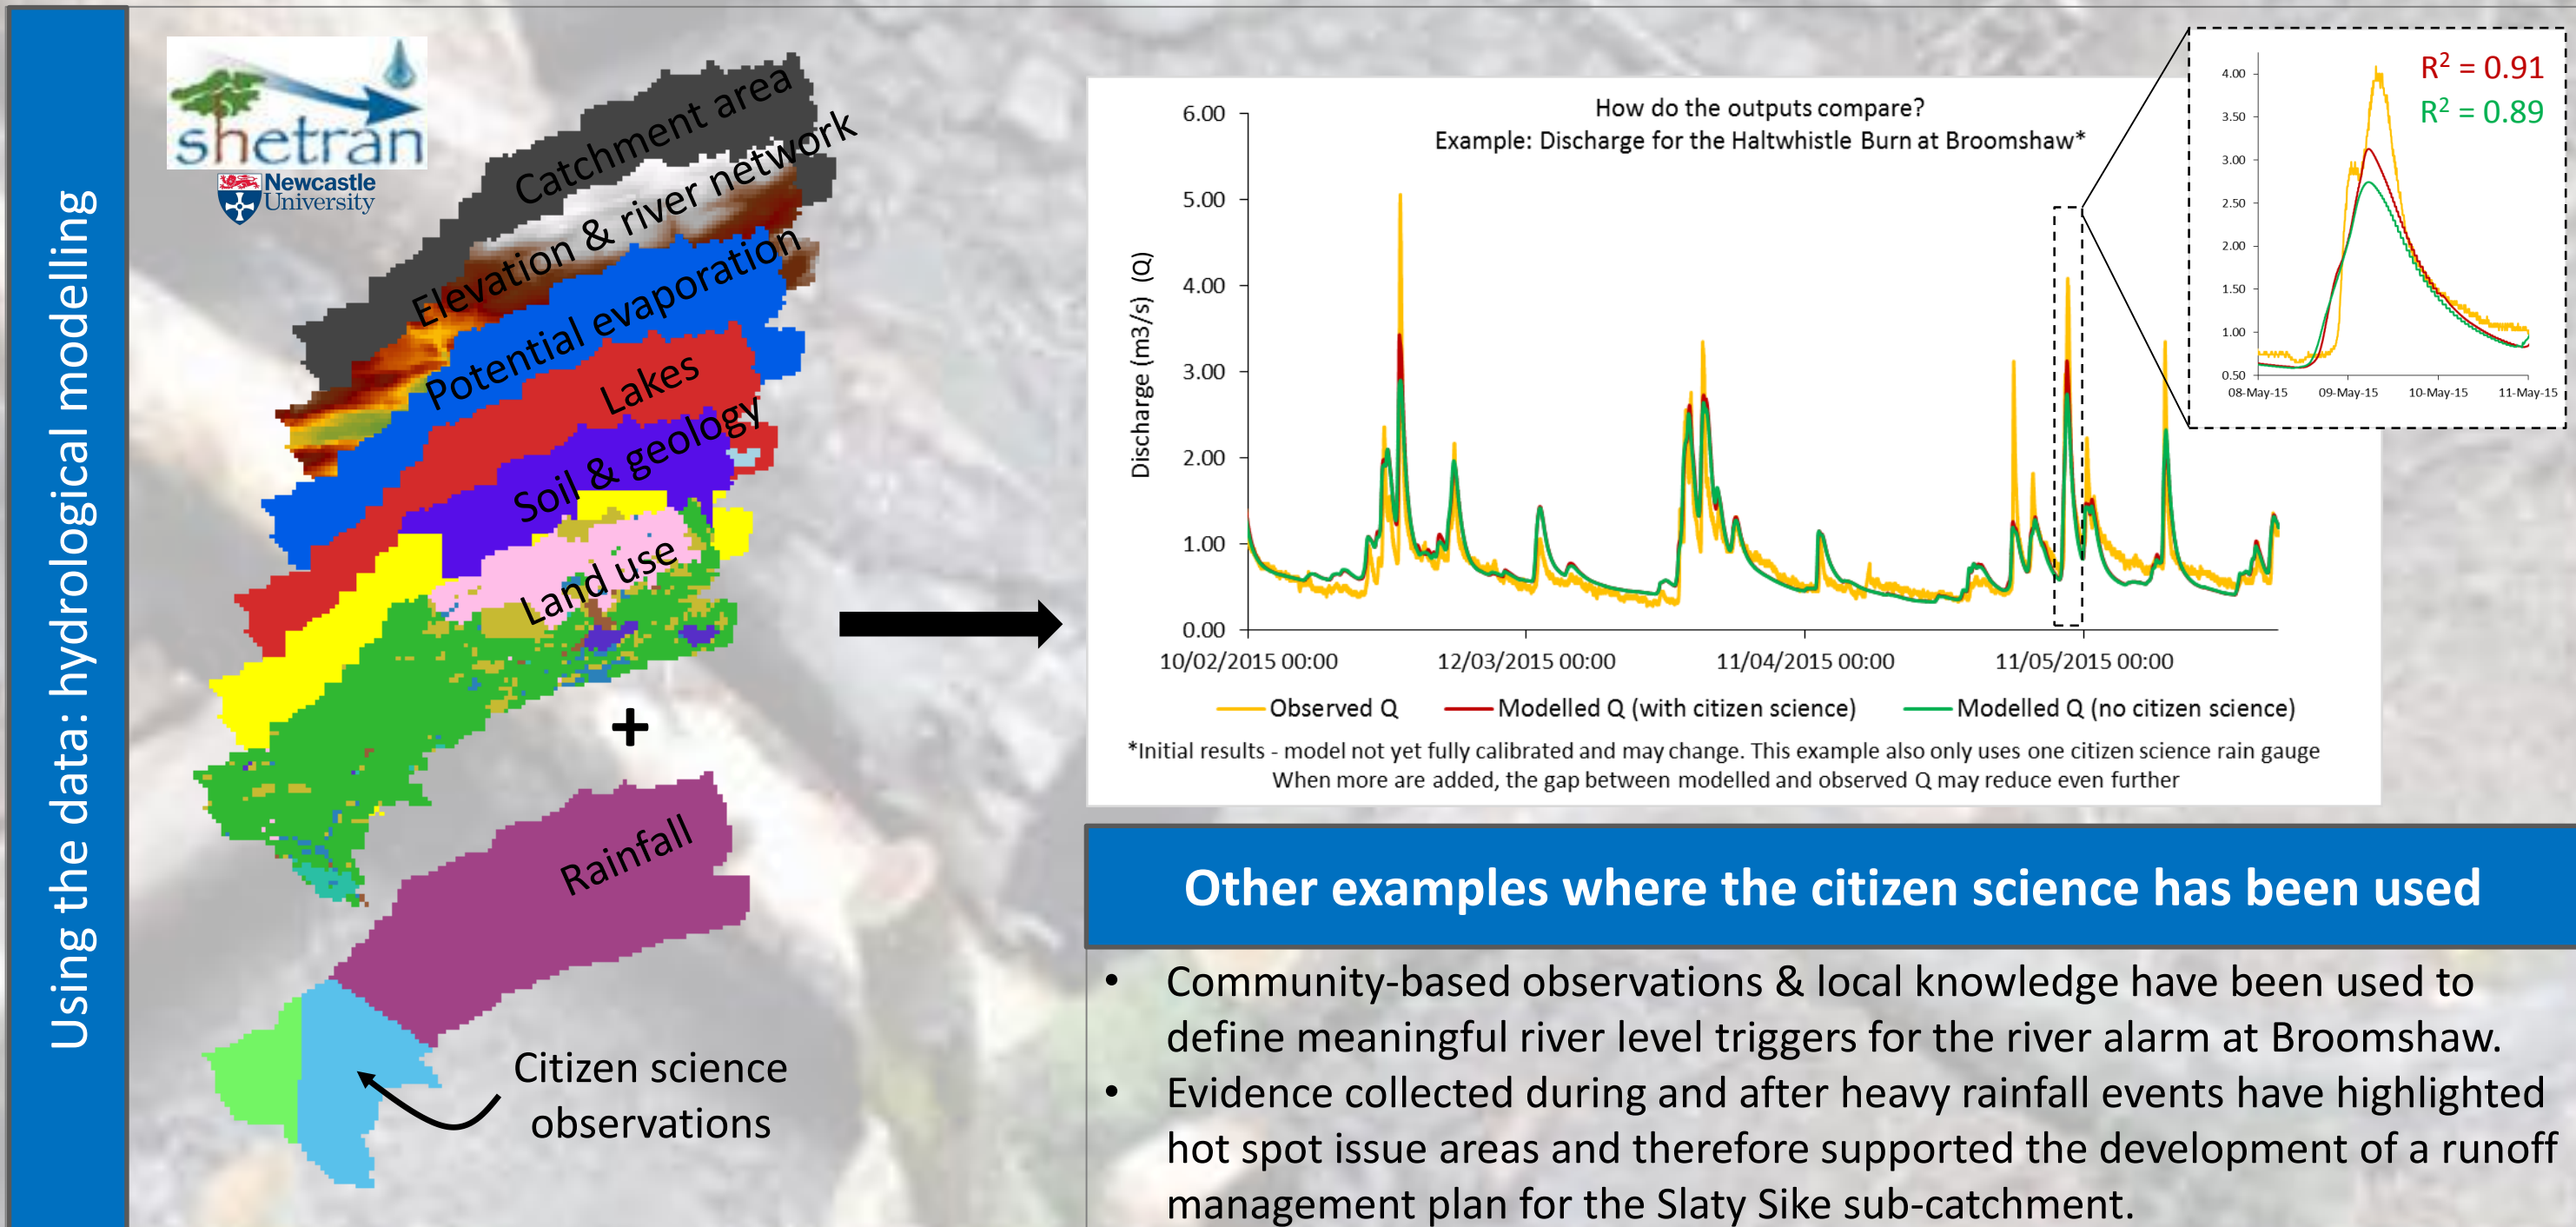 Using the data: hydrological modelling
shetran
Newcastle
University
Catchment area
Elevation & river network
Potential evaporation
Lakes
Soil & geology
Land use
+
Rainfall
Citizen science
observations
How do the outputs compare?
Example: Discharge for the Haltwhistle Burn at Broomshaw*
Discharge (m3/s) (Q)
6.00
5.00
4.00
3.00
2.00
1.00
0.00
10/02/2015 00:00
12/03/2015 00:00
11/04/2015 00:00
11/05/2015 00:00
Observed Q
Modelled Q (with citizen science)
Modelled Q (no citizen science)
*Initial results - model not yet fully calibrated and may change. This example also only uses one citizen science rain gauge
When more are added, the gap between modelled and observed Q may reduce even further
R² = 0.91
R² = 0.89
4.00
3.50
3.00
2.50
2.00
1.50
1.00
0.50
08-May-15
09-May-15
10-May-15
11-May-15
Other examples where the citizen science has been used
• Community-based observations & local knowledge have been used to
define meaningful river level triggers for the river alarm at Broomshaw.
• Evidence collected during and after heavy rainfall events have highlighted
hot spot issue areas and therefore supported the development of a runoff
management plan for the Slaty Sike sub-catchment.